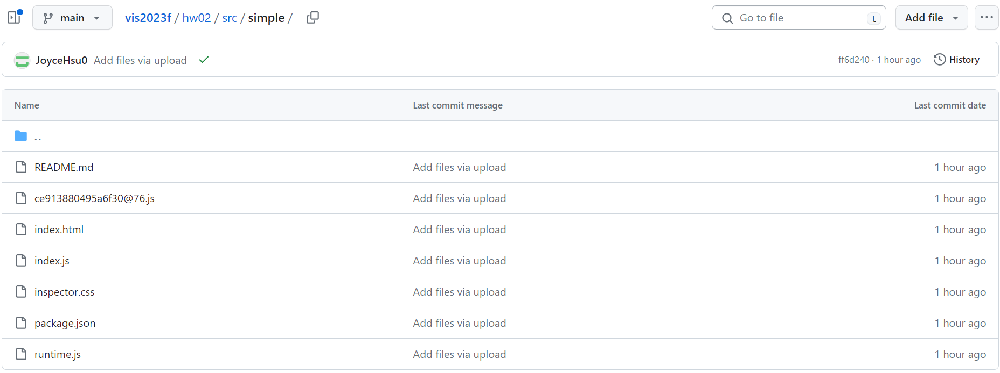 main vis2023f / hw02 / src / simple / Go to file t Add file ...
JoyceHsu0 Add files via upload ff6d240 · 1 hour ago History
Name Last commit message Last commit date
..
README.md Add files via upload 1 hour ago
ce913880495a6f30@76.js Add files via upload 1 hour ago
index.html Add files via upload 1 hour ago
index.js Add files via upload 1 hour ago
inspector.css Add files via upload 1 hour ago
package.json Add files via upload 1 hour ago
runtime.js Add files via upload 1 hour ago